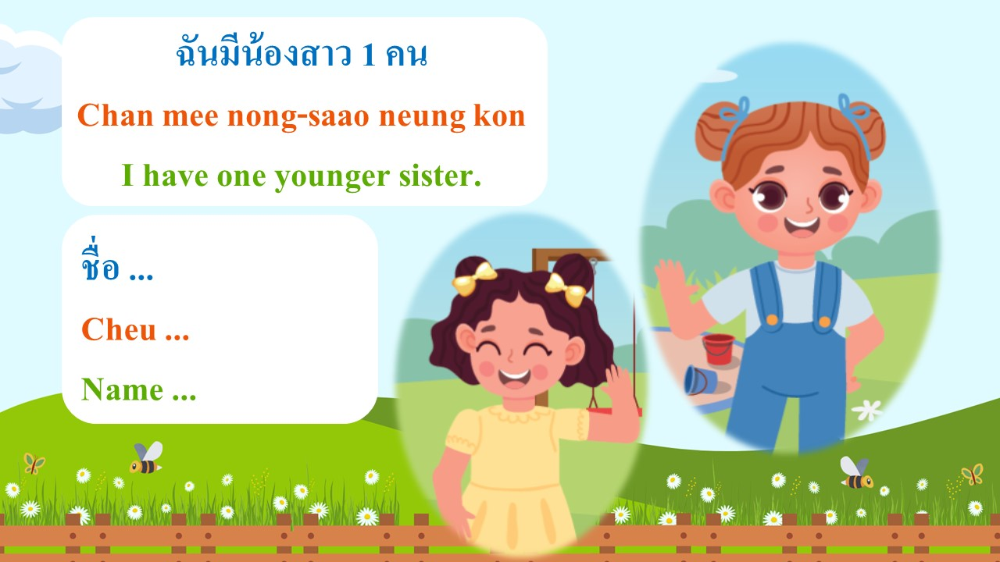 ฉันมีน้องสาว 1 คน
Chan mee nong-saao neung kon
I have one younger sister.
ชื่อ ...
Cheu ...
Name ...